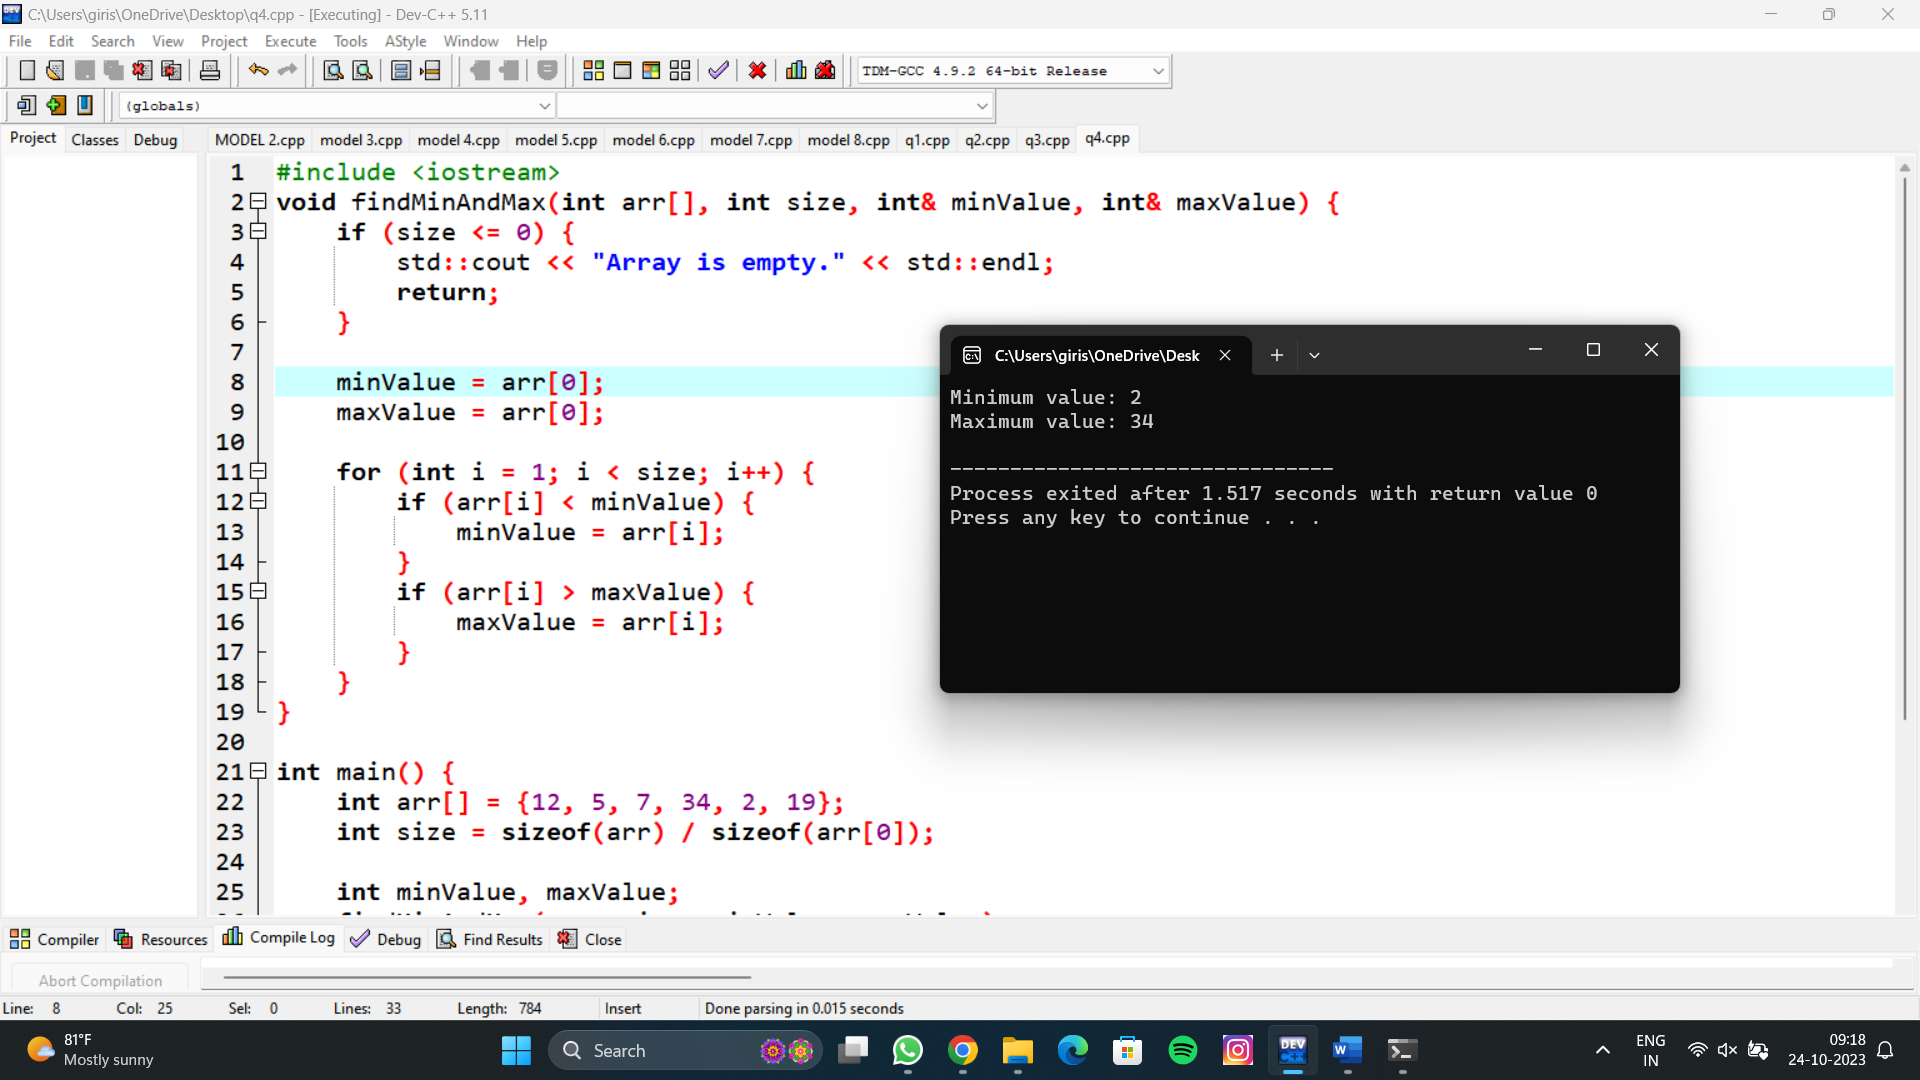 C:\Users\giris\OneDrive\Desktop\q4.cpp - [Executing] - Dev-C++ 5.11
File Edit Search View Project Execute Tools AStyle Window Help
TDM-GCC 4.9.2 64-bit Release
(globals)
Project Classes Debug MODEL 2.cpp model 3.cpp model 4.cpp model 5.cpp model 6.cpp model 7.cpp model 8.cpp q1.cpp q2.cpp q3.cpp q4.cpp
1 #include <iostream>
2 void findMinAndMax(int arr[], int size, int& minValue, int& maxValue) {
3 if (size <= 0) {
4 std::cout << "Array is empty." << std::endl;
5 return;
6 }
7
8 minValue = arr[0];
9 maxValue = arr[0];
10
11 for (int i = 1; i < size; i++) {
12 if (arr[i] < minValue) {
13 minValue = arr[i];
14 }
15 if (arr[i] > maxValue) {
16 maxValue = arr[i];
17 }
18 }
19 }
20
21 int main() {
22 int arr[] = {12, 5, 7, 34, 2, 19};
23 int size = sizeof(arr) / sizeof(arr[0]);
24
25 int minValue, maxValue;
C:\Users\giris\OneDrive\Desk
Minimum value: 2
Maximum value: 34
--------------------------------
Process exited after 1.517 seconds with return value 0
Press any key to continue . . .
Compiler Resources Compile Log Debug Find Results Close
Abort Compilation
Line: 8 Col: 25 Sel: 0 Lines: 33 Length: 784 Insert Done parsing in 0.015 seconds
81°F
Mostly sunny
Search
DEV
C++
W
ENG
IN
09:18
24-10-2023